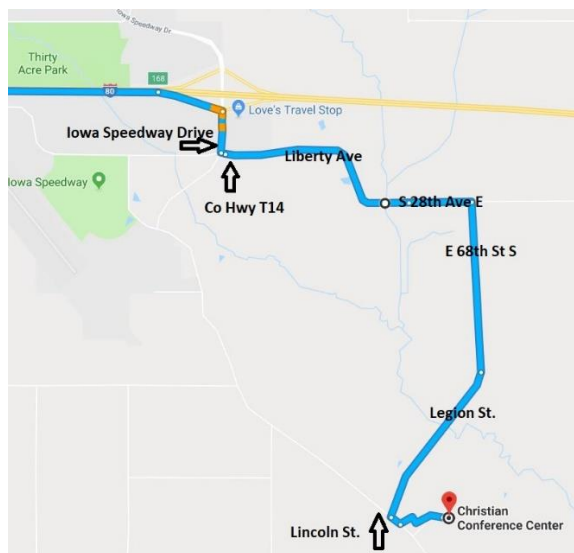 Iowa Speedway Dr
Thirty
Acre Park
168
80
Love's Travel Stop
Iowa Speedway Drive
Liberty Ave
Iowa Speedway
Co Hwy T14
S 28th Ave E
E 68th St S
Legion St.
Christian
Conference Center
Lincoln St.